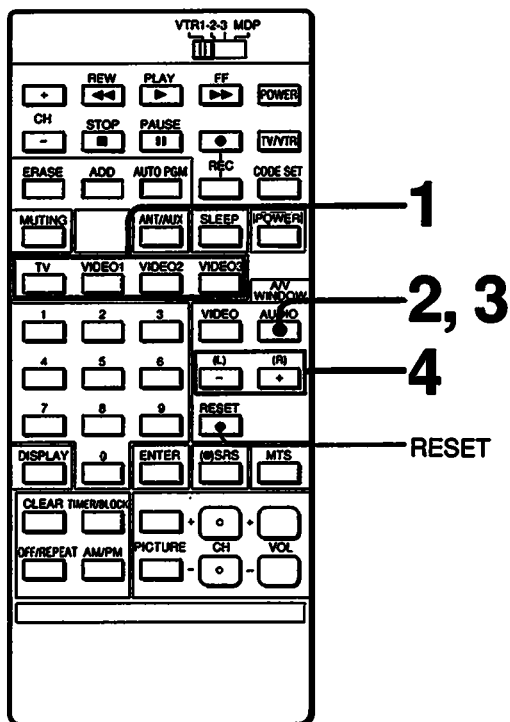 VTR1-2-3 MDP
REW PLAY FF
+ POWER
CH STOP PAUSE
- TV/VTR
ERASE ADD AUTO PGM REC CODE SET
MUTING ANT/AUX SLEEP POWER
1
TV VIDEO1 VIDEO2 VIDEO3
A/V
WINDOW
1 2 3 VIDEO AUDIO
2, 3
4 5 6 (L) (R)
- +
4
7 8 9 RESET
RESET
DISPLAY 0 ENTER (●)SRS MTS
CLEAR TIMER/BLOCK
+ +
OFF/REPEAT AM/PM PICTURE CH VOL
- -